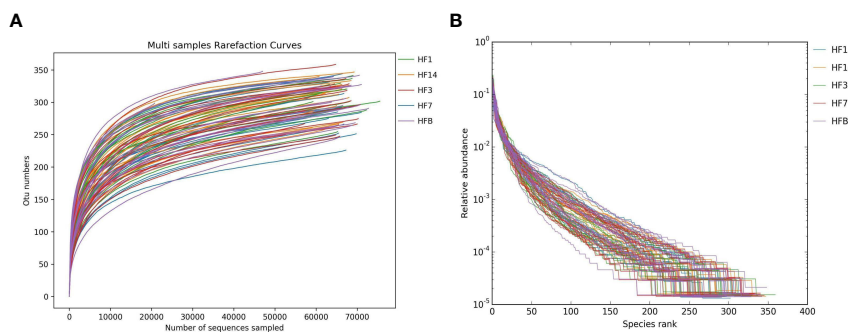 A
Multi samples Rarefaction Curves
Otu numbers
350
300
250
200
150
100
50
0
0 10000 20000 30000 40000 50000 60000 70000
Number of sequences sampled
HF1
HF14
HF3
HF7
HFB
B
Relative abundance
10^0
10^-1
10^-2
10^-3
10^-4
10^-5
0 50 100 150 200 250 300 350 400
Species rank
HF1
HF1
HF3
HF7
HFB